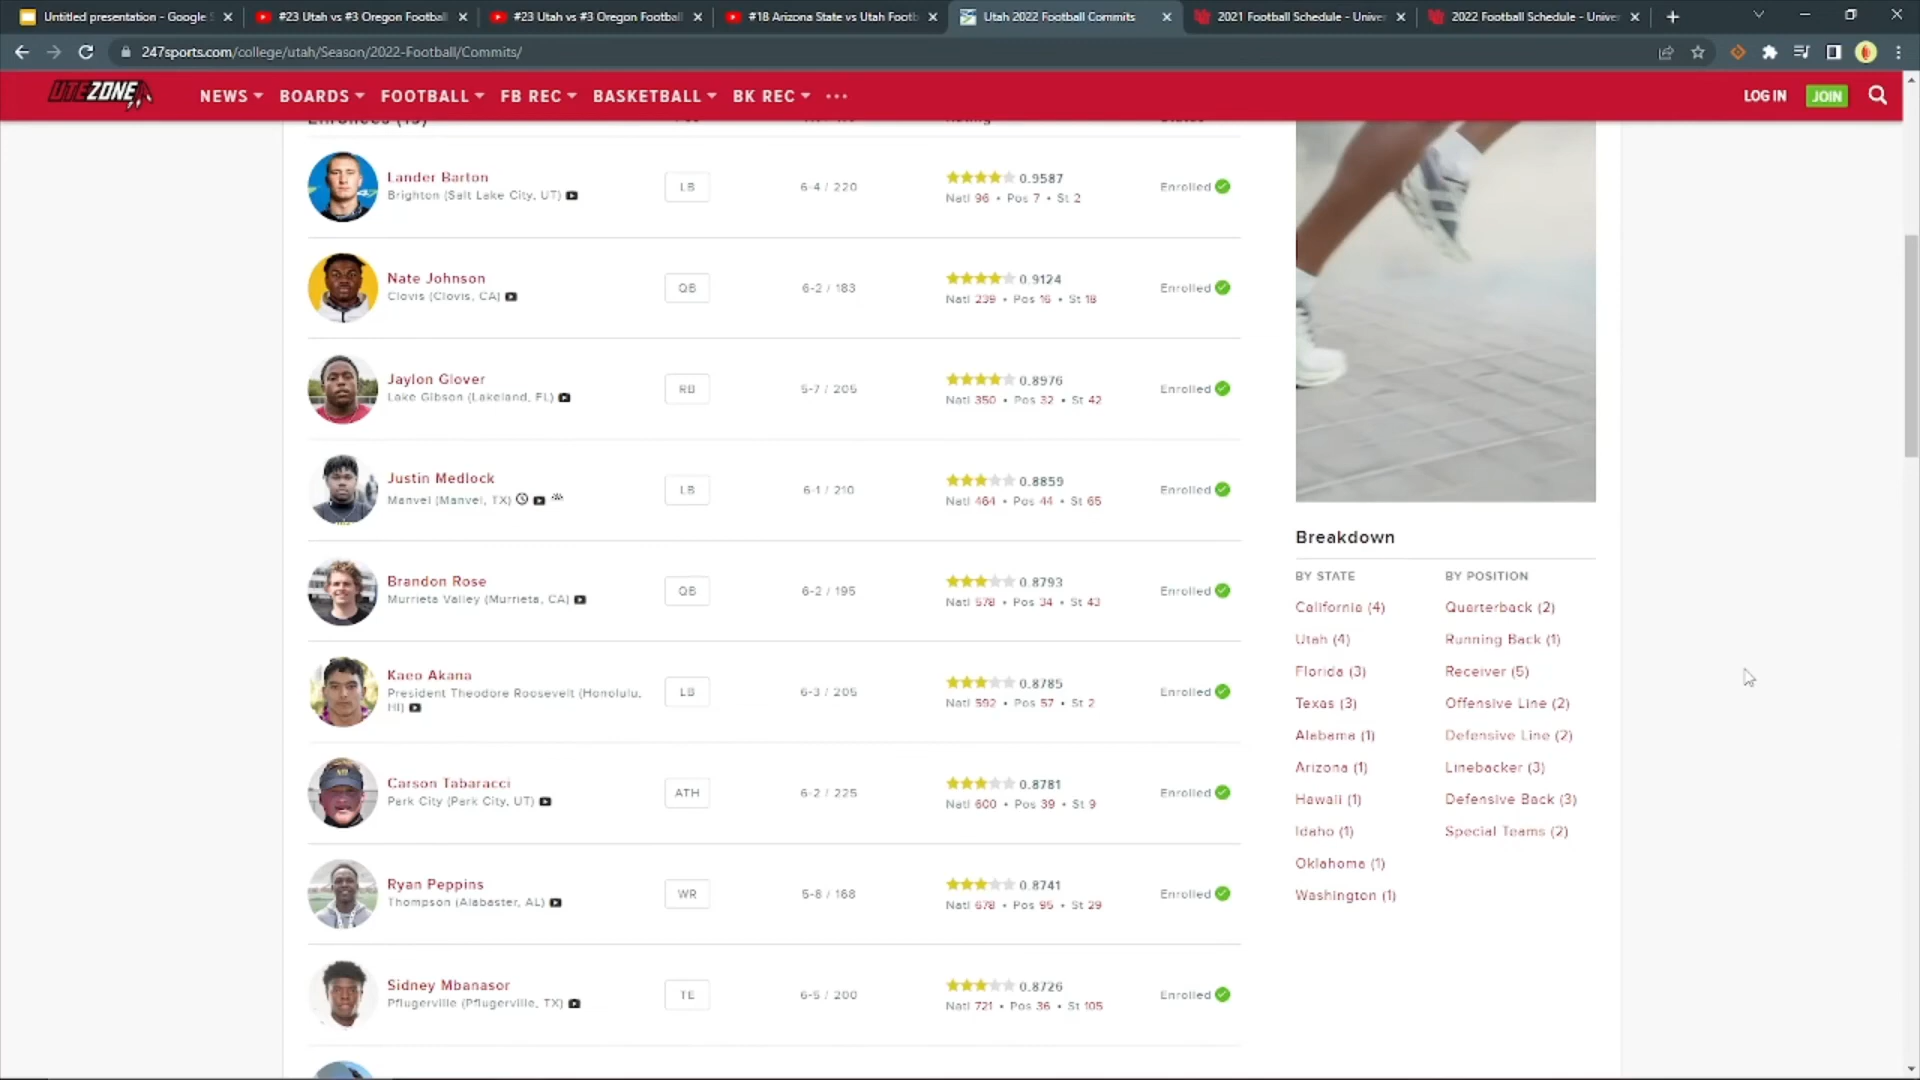 Untitled presentation - Google S
#23 Utah vs #3 Oregon Football
#23 Utah vs #3 Oregon Football
#18 Arizona State vs Utah Footb
Utah 2022 Football Commits
2021 Football Schedule - Univer
2022 Football Schedule - Univer
247sports.com/college/utah/Season/2022-Football/Commits/
UTEZONE
NEWS
BOARDS
FOOTBALL
FB REC
BASKETBALL
BK REC
LOG IN
JOIN
Lander Barton
Brighton (Salt Lake City, UT)
LB
6-4 / 220
0.9587
Natl 96 • Pos 7 • St 2
Enrolled
Nate Johnson
Clovis (Clovis, CA)
QB
6-2 / 183
0.9124
Natl 239 • Pos 16 • St 18
Enrolled
Jaylon Glover
Lake Gibson (Lakeland, FL)
RB
5-7 / 205
0.8976
Natl 350 • Pos 32 • St 42
Enrolled
Justin Medlock
Manvel (Manvel, TX)
LB
6-1 / 210
0.8859
Natl 464 • Pos 44 • St 65
Enrolled
Brandon Rose
Murrieta Valley (Murrieta, CA)
QB
6-2 / 195
0.8793
Natl 578 • Pos 34 • St 43
Enrolled
Kaeo Akana
President Theodore Roosevelt (Honolulu,
HI)
LB
6-3 / 205
0.8785
Natl 592 • Pos 57 • St 2
Enrolled
Carson Tabaracci
Park City (Park City, UT)
ATH
6-2 / 225
0.8781
Natl 600 • Pos 39 • St 9
Enrolled
Ryan Peppins
Thompson (Alabaster, AL)
WR
5-8 / 168
0.8741
Natl 678 • Pos 95 • St 29
Enrolled
Sidney Mbanasor
Pflugerville (Pflugerville, TX)
TE
6-5 / 200
0.8726
Natl 721 • Pos 36 • St 105
Enrolled
Breakdown
BY STATE
California (4)
Utah (4)
Florida (3)
Texas (3)
Alabama (1)
Arizona (1)
Hawaii (1)
Idaho (1)
Oklahoma (1)
Washington (1)
BY POSITION
Quarterback (2)
Running Back (1)
Receiver (5)
Offensive Line (2)
Defensive Line (2)
Linebacker (3)
Defensive Back (3)
Special Teams (2)